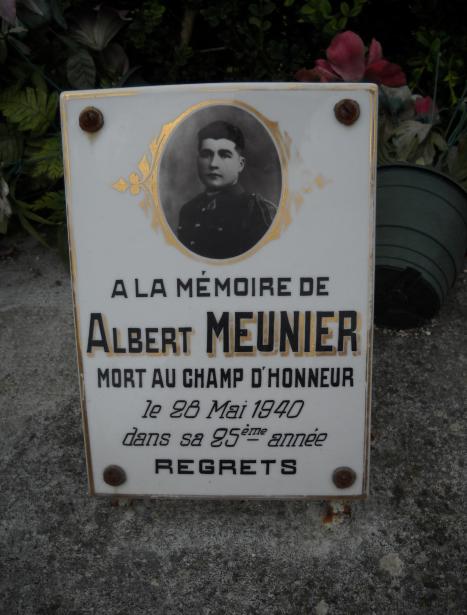 A LA MÉMOIRE DE
ALBERT MEUNIER
MORT AU CHAMP D'HONNEUR
le 28 Mai 1940
dans sa 25ème année
REGRETS